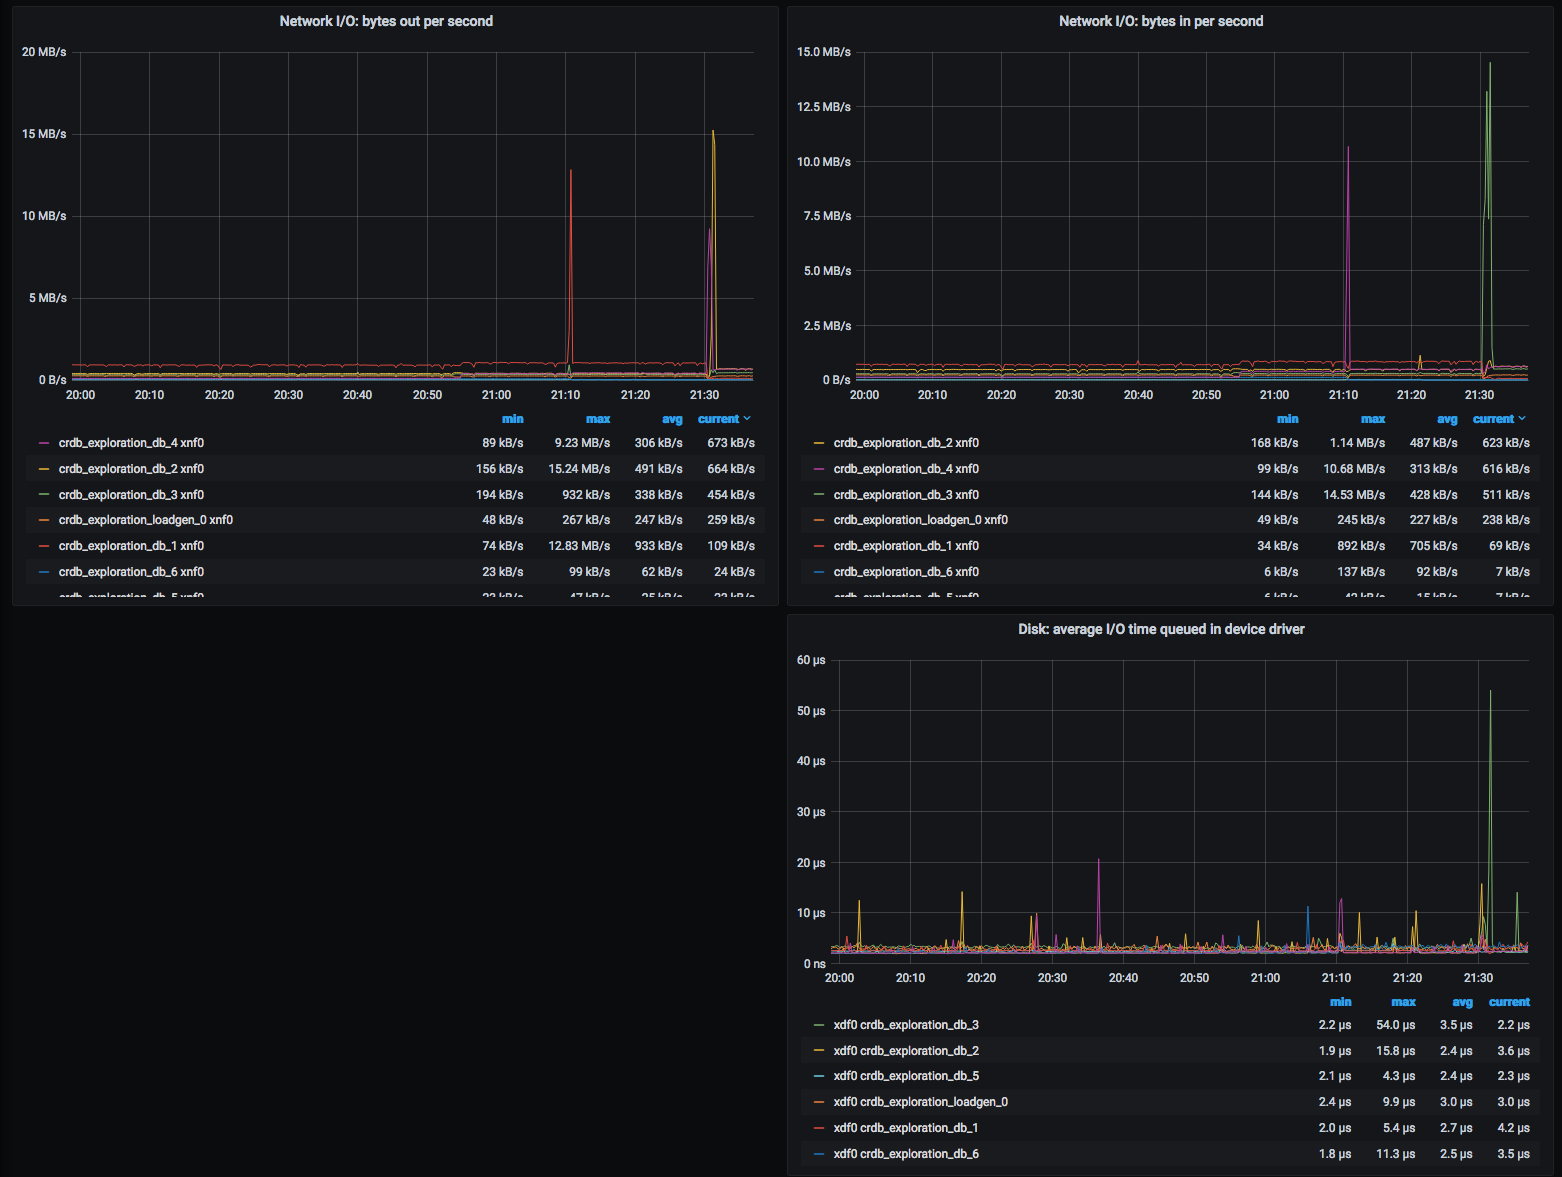 Network I/O: bytes out per second
20 MB/s
15 MB/s
10 MB/s
5 MB/s
0 B/s
20:00 20:10 20:20 20:30 20:40 20:50 21:00 21:10 21:20 21:30
min max avg current
crdb_exploration_db_4 xnf0 89 kB/s 9.23 MB/s 306 kB/s 673 kB/s
crdb_exploration_db_2 xnf0 156 kB/s 15.24 MB/s 491 kB/s 664 kB/s
crdb_exploration_db_3 xnf0 194 kB/s 932 kB/s 338 kB/s 454 kB/s
crdb_exploration_loadgen_0 xnf0 48 kB/s 267 kB/s 247 kB/s 259 kB/s
crdb_exploration_db_1 xnf0 74 kB/s 12.83 MB/s 933 kB/s 109 kB/s
crdb_exploration_db_6 xnf0 23 kB/s 99 kB/s 62 kB/s 24 kB/s
Network I/O: bytes in per second
15.0 MB/s
12.5 MB/s
10.0 MB/s
7.5 MB/s
5.0 MB/s
2.5 MB/s
0 B/s
20:00 20:10 20:20 20:30 20:40 20:50 21:00 21:10 21:20 21:30
min max avg current
crdb_exploration_db_2 xnf0 168 kB/s 1.14 MB/s 487 kB/s 623 kB/s
crdb_exploration_db_4 xnf0 99 kB/s 10.68 MB/s 313 kB/s 616 kB/s
crdb_exploration_db_3 xnf0 144 kB/s 14.53 MB/s 428 kB/s 511 kB/s
crdb_exploration_loadgen_0 xnf0 49 kB/s 245 kB/s 227 kB/s 238 kB/s
crdb_exploration_db_1 xnf0 34 kB/s 892 kB/s 705 kB/s 69 kB/s
crdb_exploration_db_6 xnf0 6 kB/s 137 kB/s 92 kB/s 7 kB/s
Disk: average I/O time queued in device driver
60 µs
50 µs
40 µs
30 µs
20 µs
10 µs
0 ns
20:00 20:10 20:20 20:30 20:40 20:50 21:00 21:10 21:20 21:30
min max avg current
xdf0 crdb_exploration_db_3 2.2 µs 54.0 µs 3.5 µs 2.2 µs
xdf0 crdb_exploration_db_2 1.9 µs 15.8 µs 2.4 µs 3.6 µs
xdf0 crdb_exploration_db_5 2.1 µs 4.3 µs 2.4 µs 2.3 µs
xdf0 crdb_exploration_loadgen_0 2.4 µs 9.9 µs 3.0 µs 3.0 µs
xdf0 crdb_exploration_db_1 2.0 µs 5.4 µs 2.7 µs 4.2 µs
xdf0 crdb_exploration_db_6 1.8 µs 11.3 µs 2.5 µs 3.5 µs